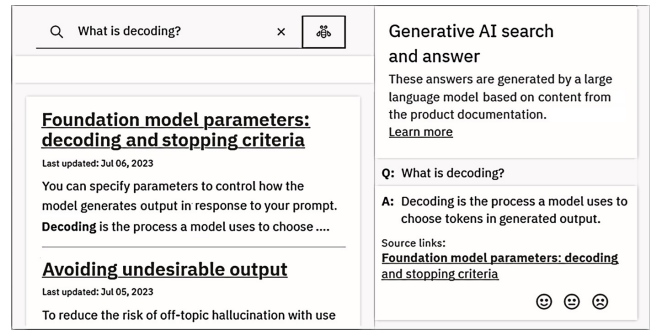 What is decoding?
Foundation model parameters:
decoding and stopping criteria
Last updated: Jul 06, 2023
You can specify parameters to control how the
model generates output in response to your prompt.
Decoding is the process a model uses to choose ....
Avoiding undesirable output
Last updated: Jul 05, 2023
To reduce the risk of off-topic hallucination with use
Generative AI search
and answer
These answers are generated by a large
language model based on content from
the product documentation.
Learn more
Q: What is decoding?
A: Decoding is the process a model uses to
choose tokens in generated output.
Source links:
Foundation model parameters: decoding
and stopping criteria